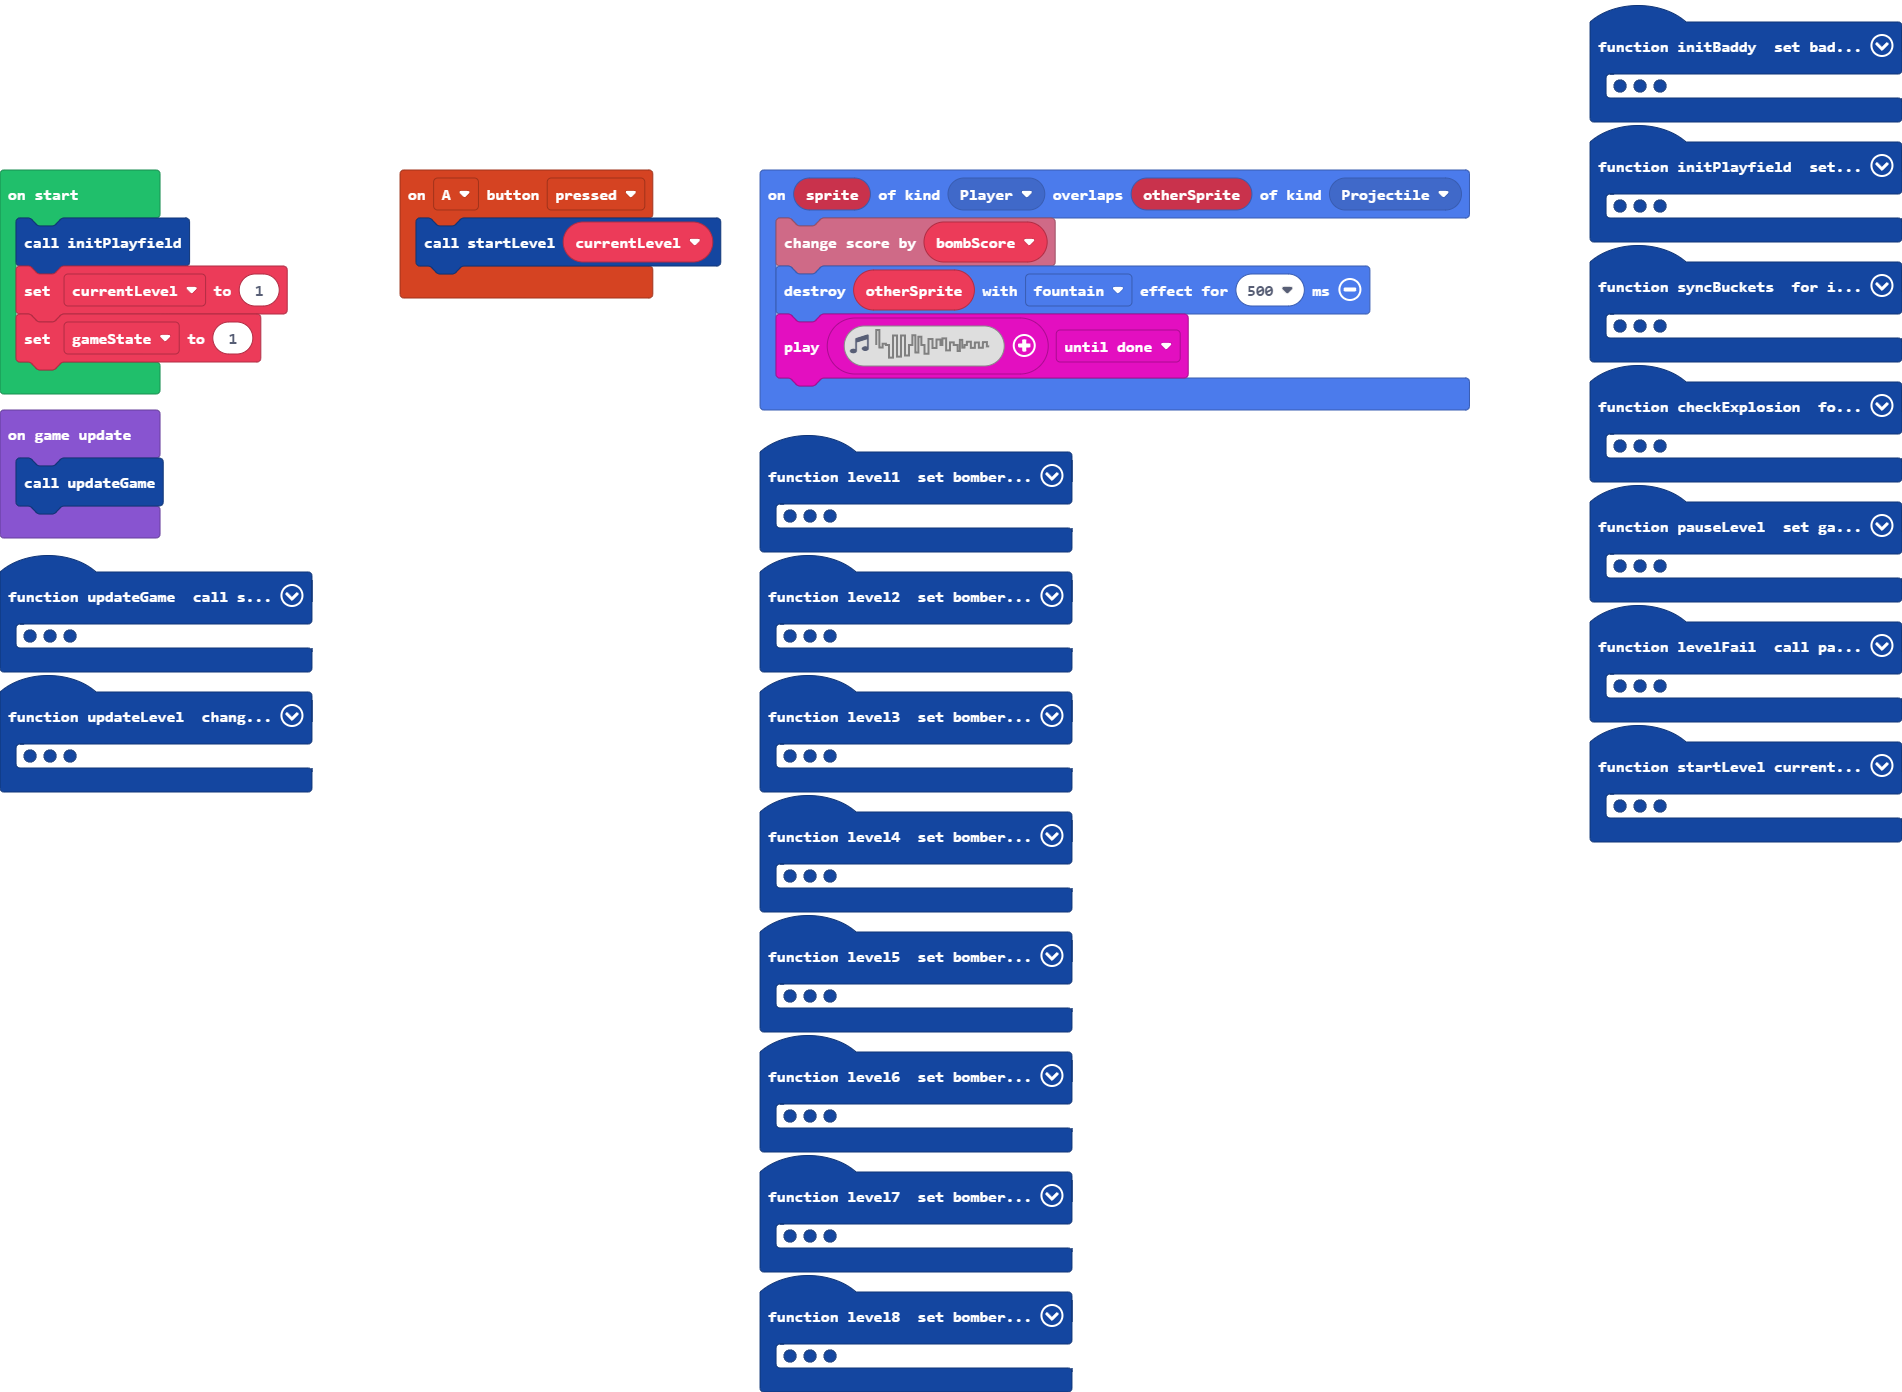 on start
call initPlayfield
set currentLevel to 1
set gameState to 1
on game update
call updateGame
function updateGame call s...
function updateLevel chang...
on A button pressed
call startLevel currentLevel
on sprite of kind Player overlaps otherSprite of kind Projectile
change score by bombScore
destroy otherSprite with fountain effect for 500 ms
play until done
function level1 set bomber...
function level2 set bomber...
function level3 set bomber...
function level4 set bomber...
function level5 set bomber...
function level6 set bomber...
function level7 set bomber...
function level8 set bomber...
function initBaddy set bad...
function initPlayfield set...
function syncBuckets for i...
function checkExplosion fo...
function pauseLevel set ga...
function levelFail call pa...
function startLevel current...